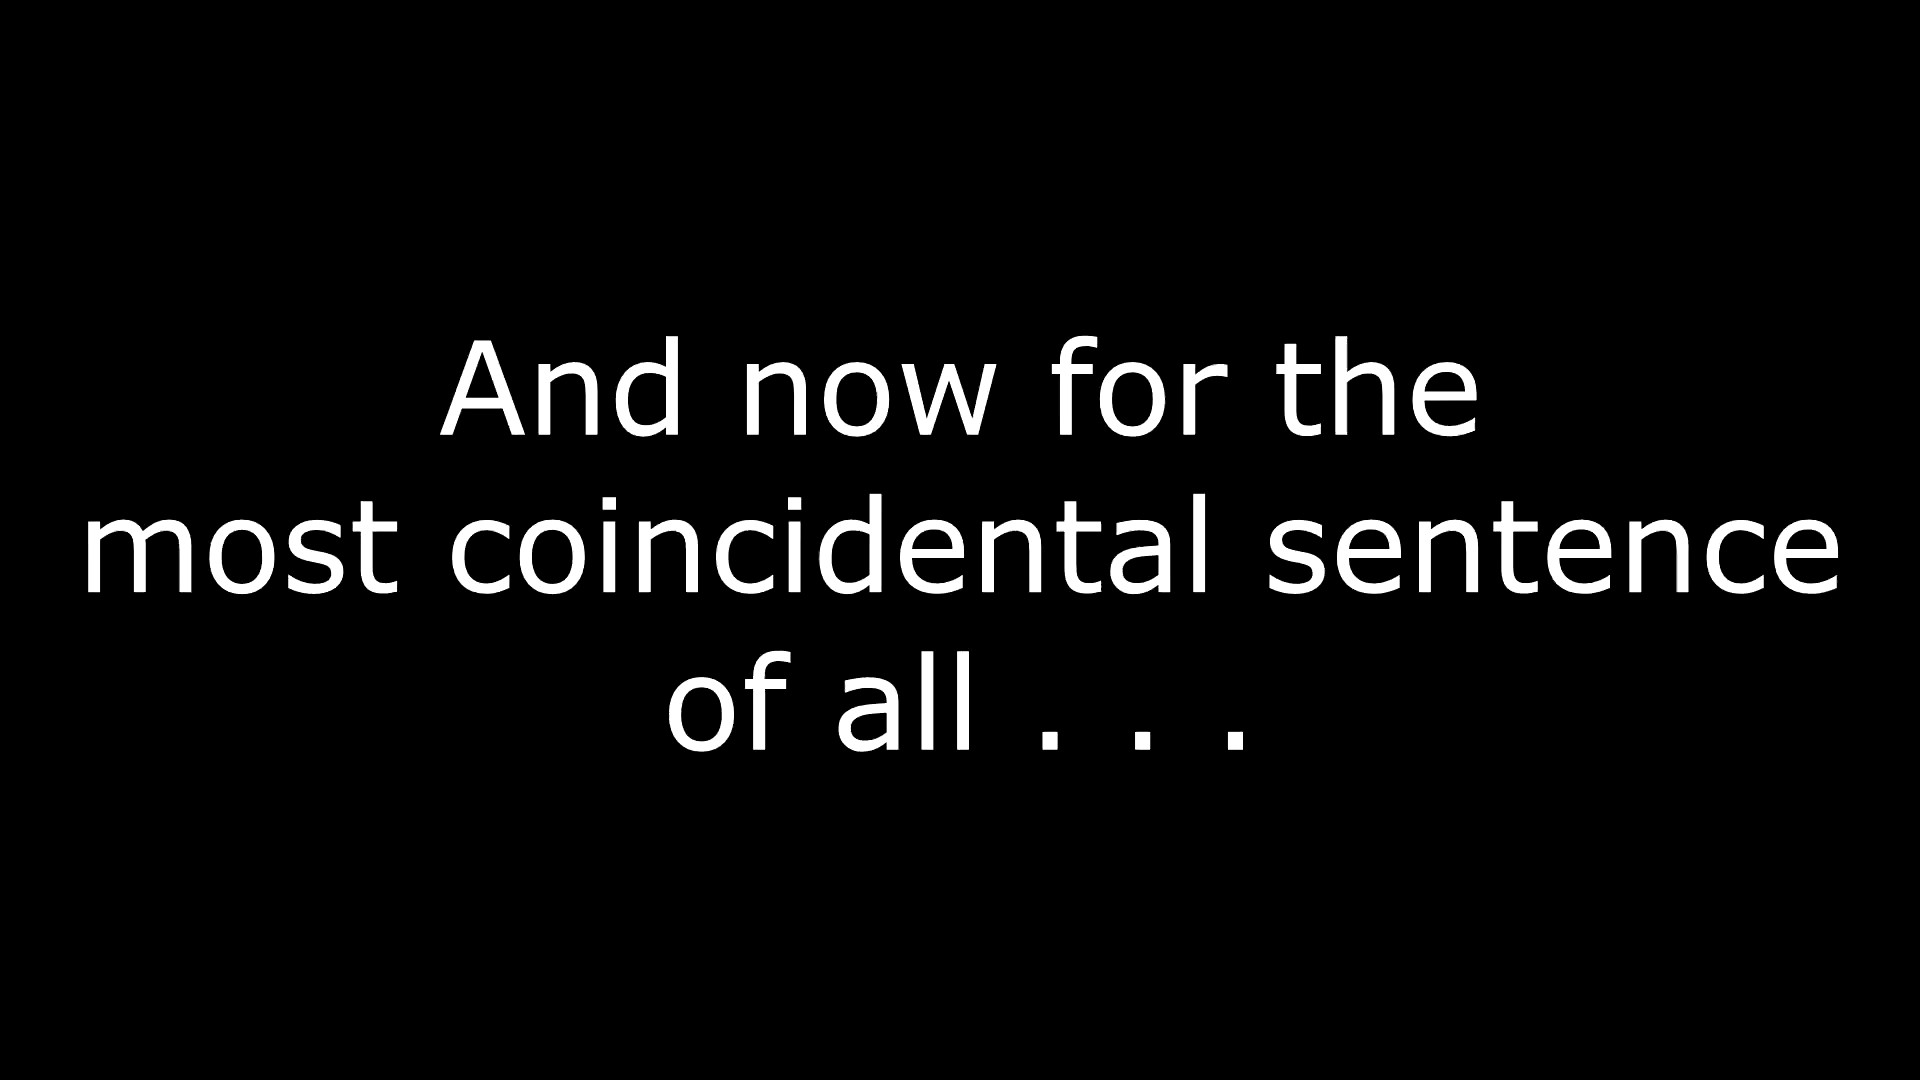 And now for the
most coincidental sentence
of all . . .